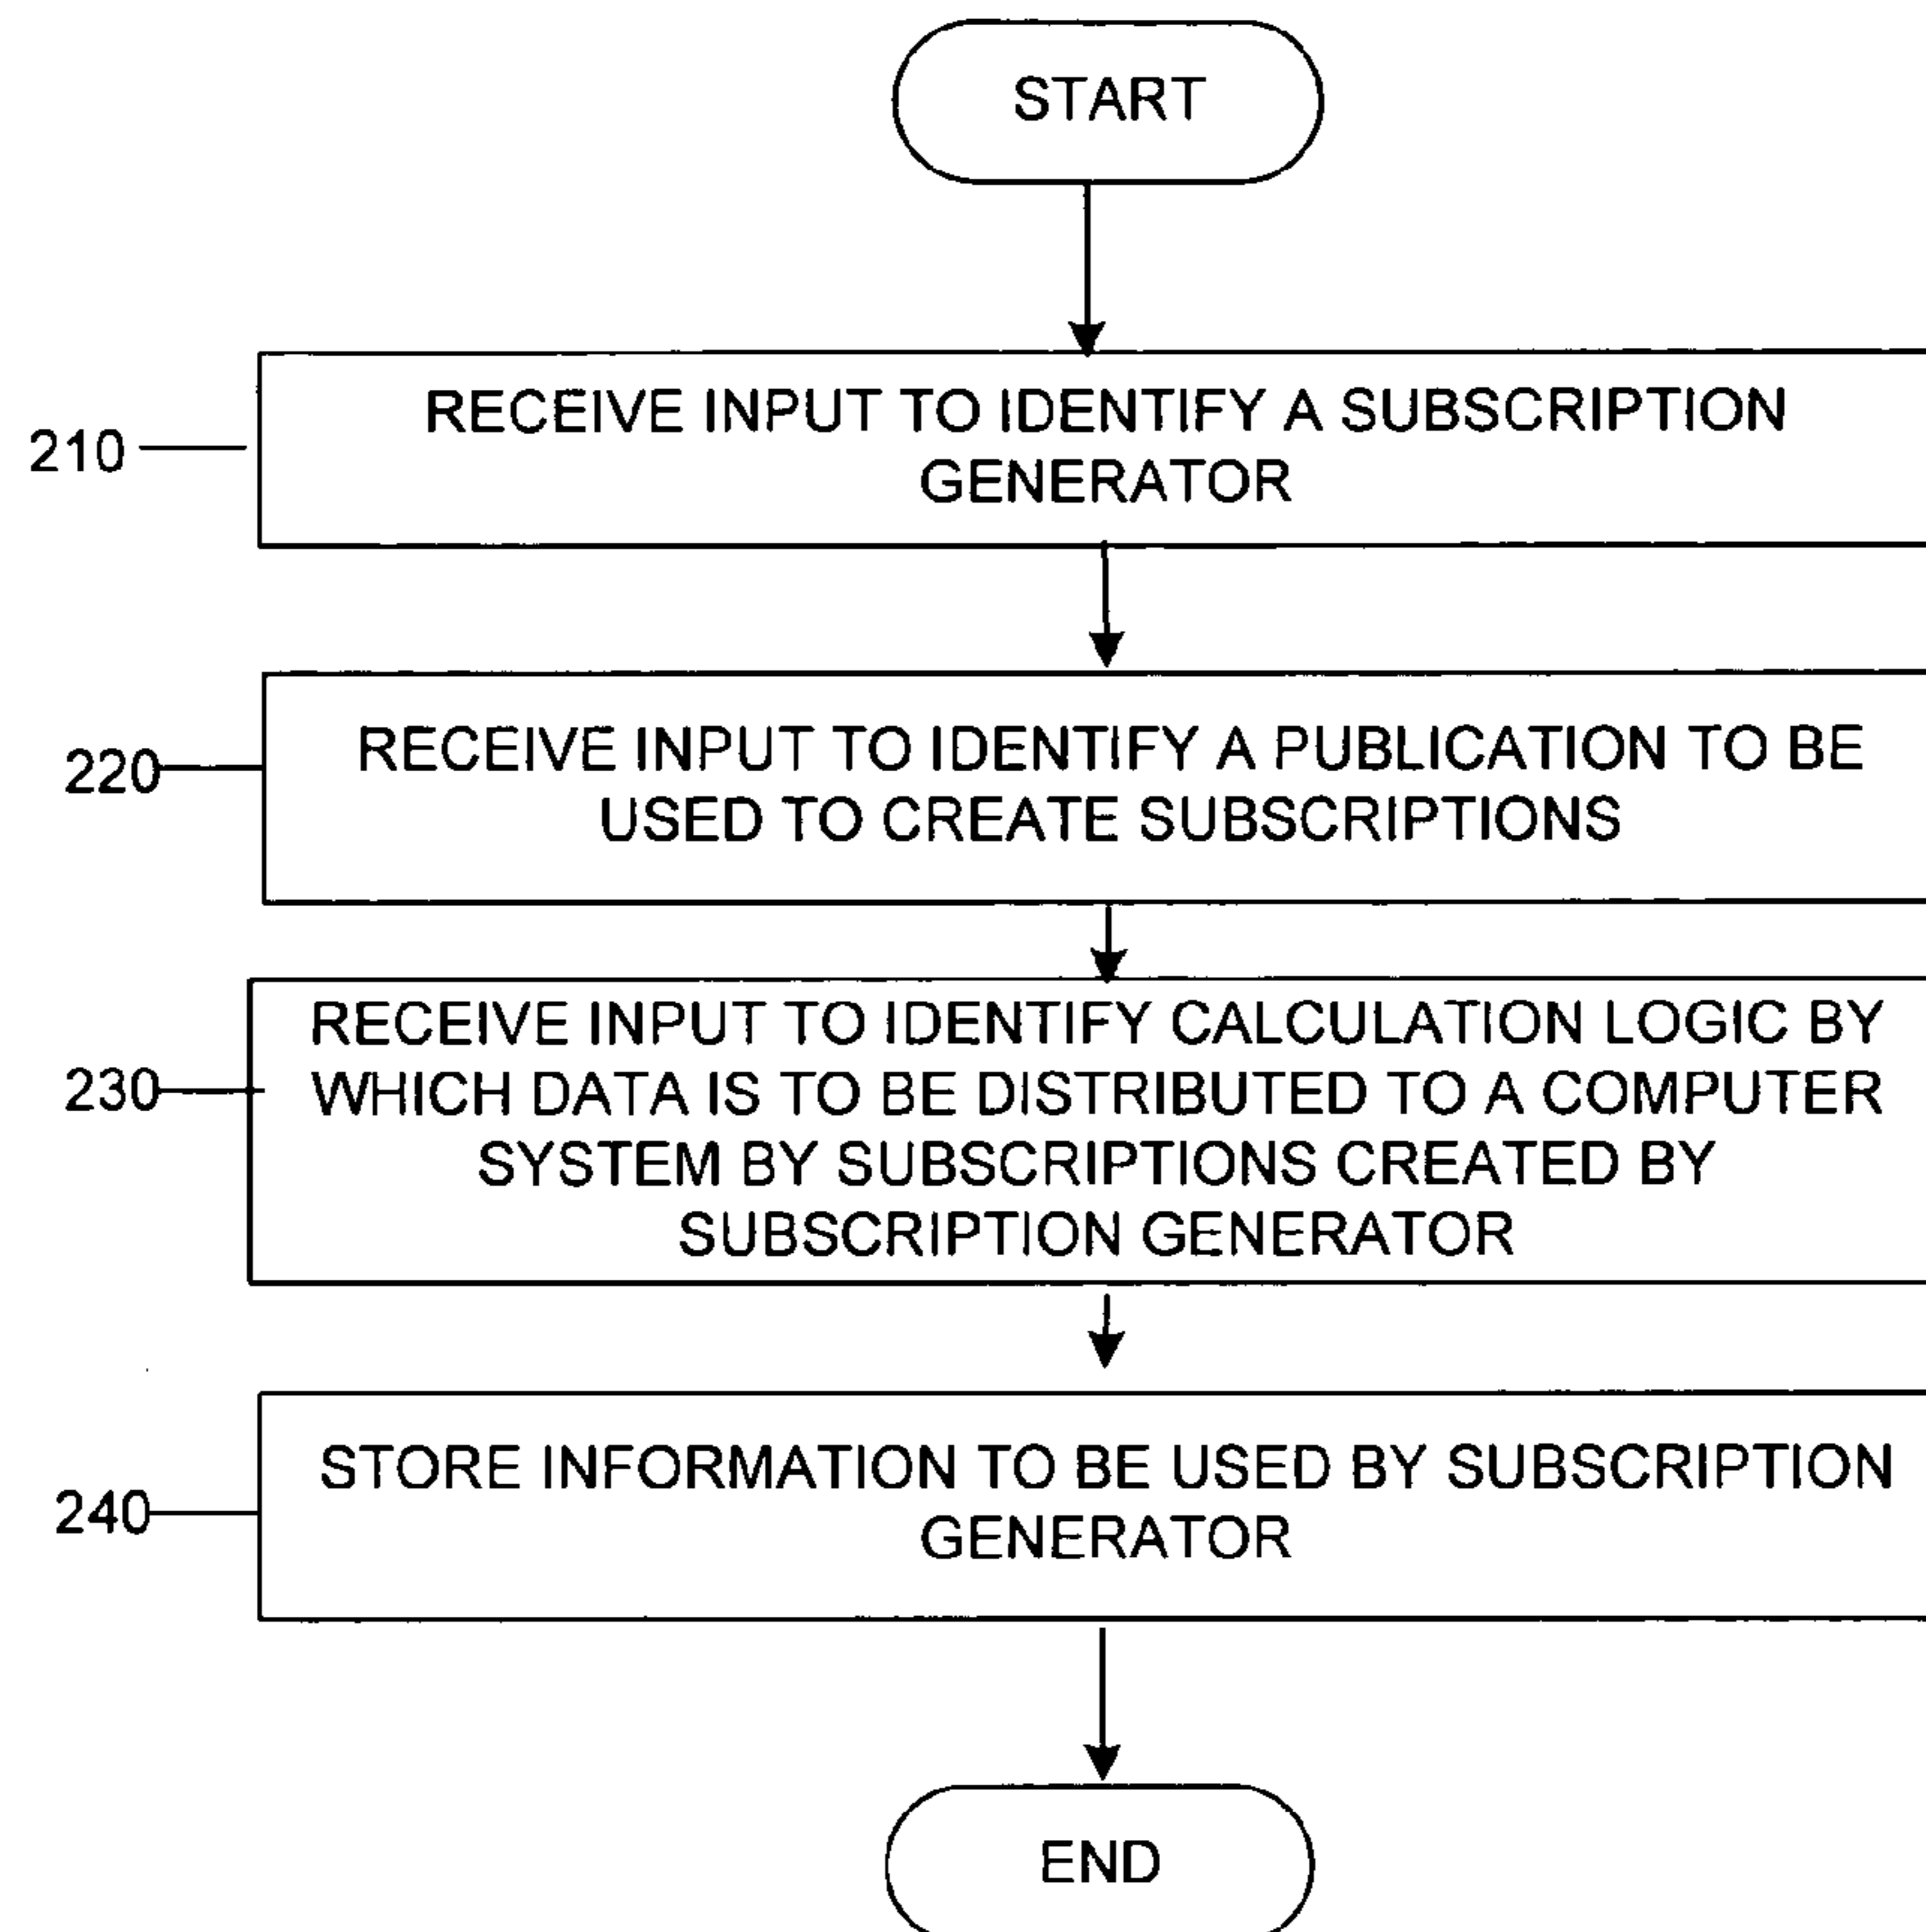 START
210
RECEIVE INPUT TO IDENTIFY A SUBSCRIPTION
GENERATOR
220
RECEIVE INPUT TO IDENTIFY A PUBLICATION TO BE
USED TO CREATE SUBSCRIPTIONS
230
RECEIVE INPUT TO IDENTIFY CALCULATION LOGIC BY
WHICH DATA IS TO BE DISTRIBUTED TO A COMPUTER
SYSTEM BY SUBSCRIPTIONS CREATED BY
SUBSCRIPTION GENERATOR
240
STORE INFORMATION TO BE USED BY SUBSCRIPTION
GENERATOR
END